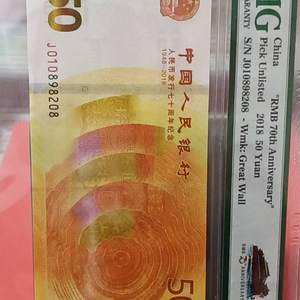 50
J010898208
中国人民银行
人民币发行七十周年纪念
1948-2018
50
China
Pick Unlisted 2018 50 Yuan
"RMB 70th Anniversary"
S/N J010898208 - Wmk: Great Wall